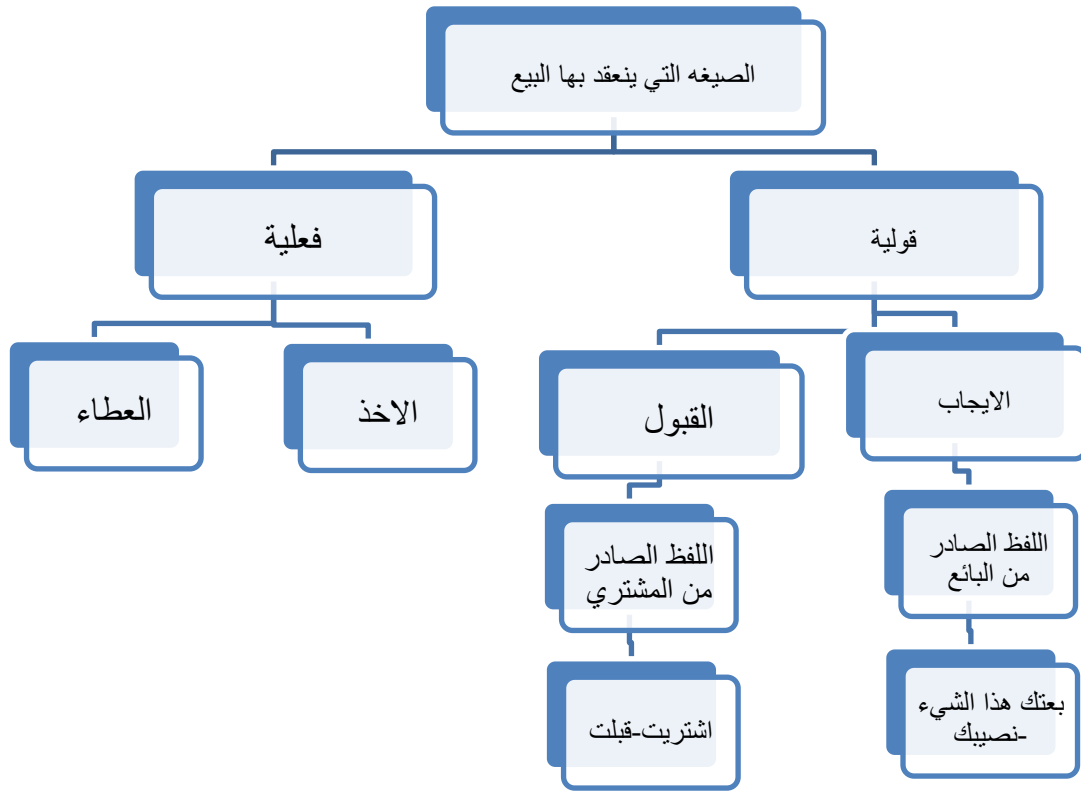 الصيغه التي ينعقد بها البيع
قولية
فعلية
الايجاب
القبول
الاخذ
العطاء
اللفظ الصادر
من البائع
اللفظ الصادر
من المشتري
بعتك هذا الشيء
-نصيبك
اشتريت-قبلت